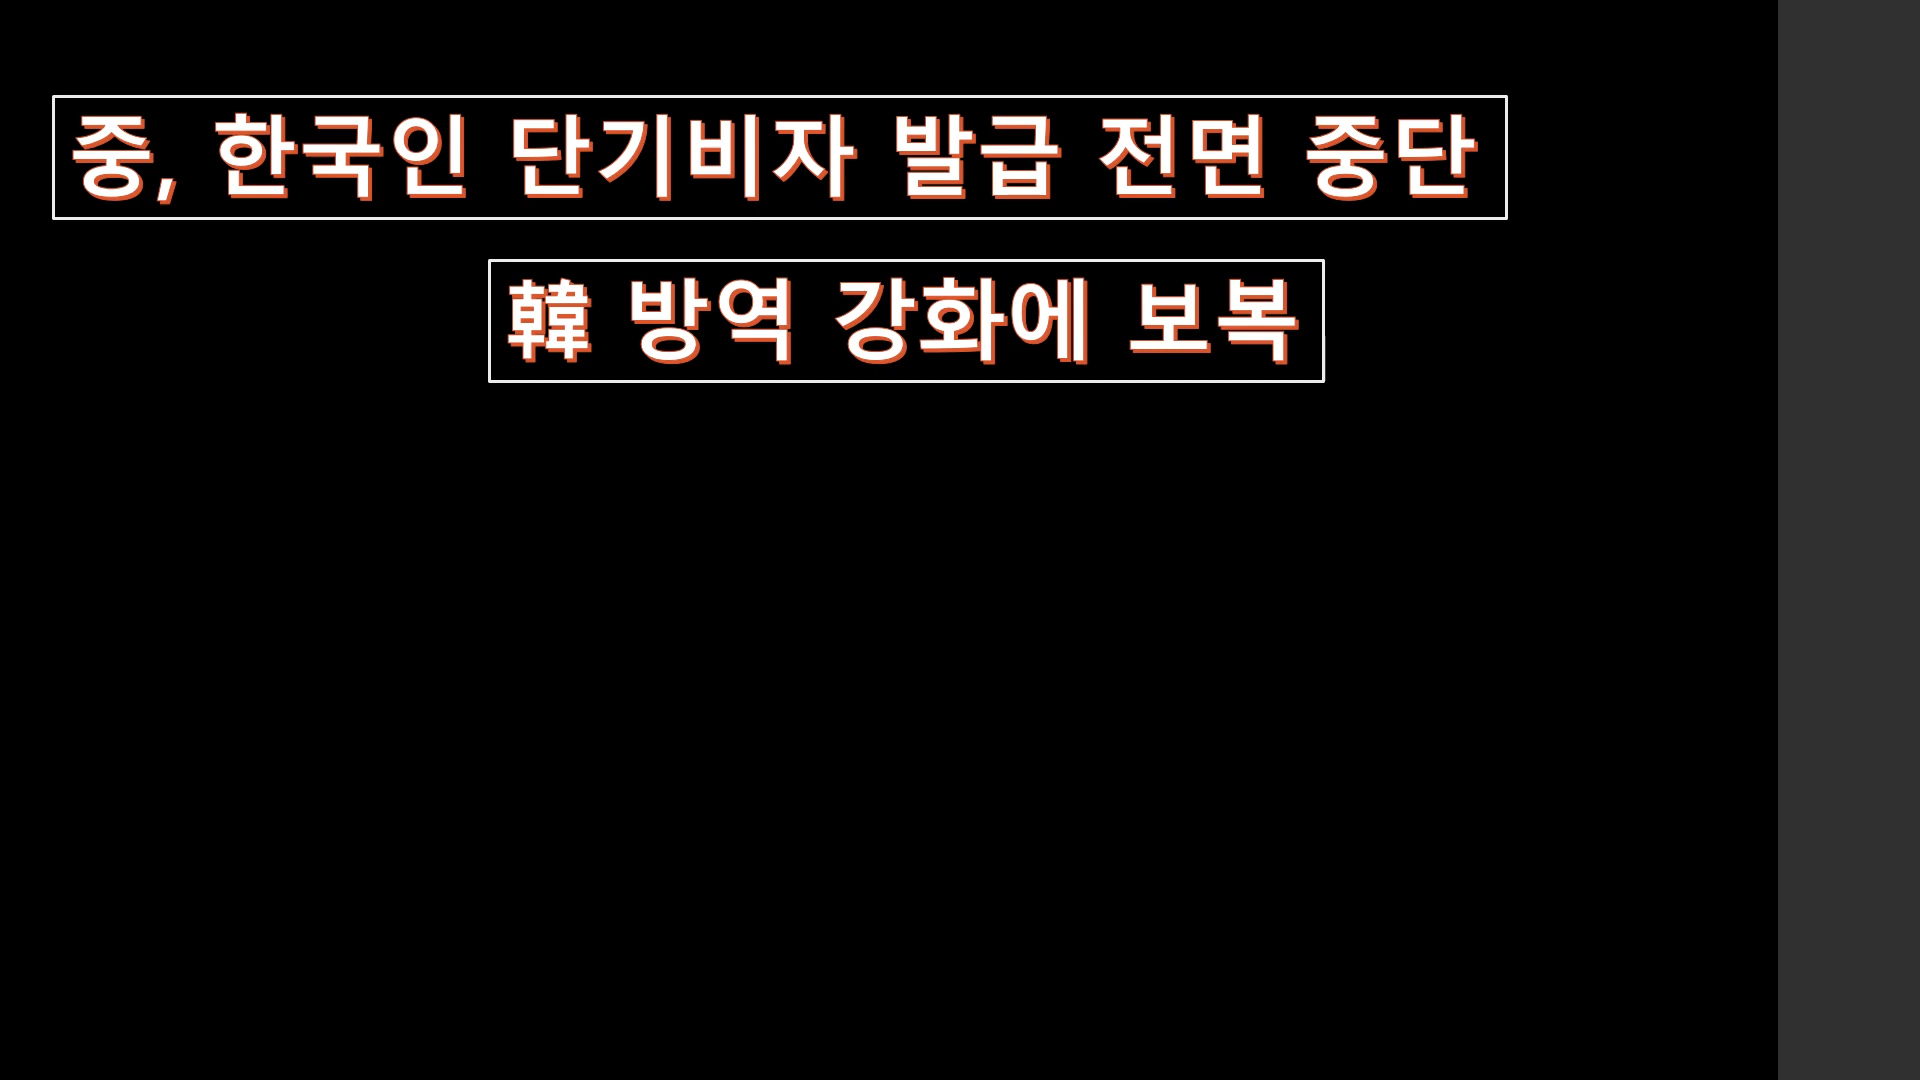 중, 한국인 단기비자 발급 전면 중단
韓 방역 강화에 보복